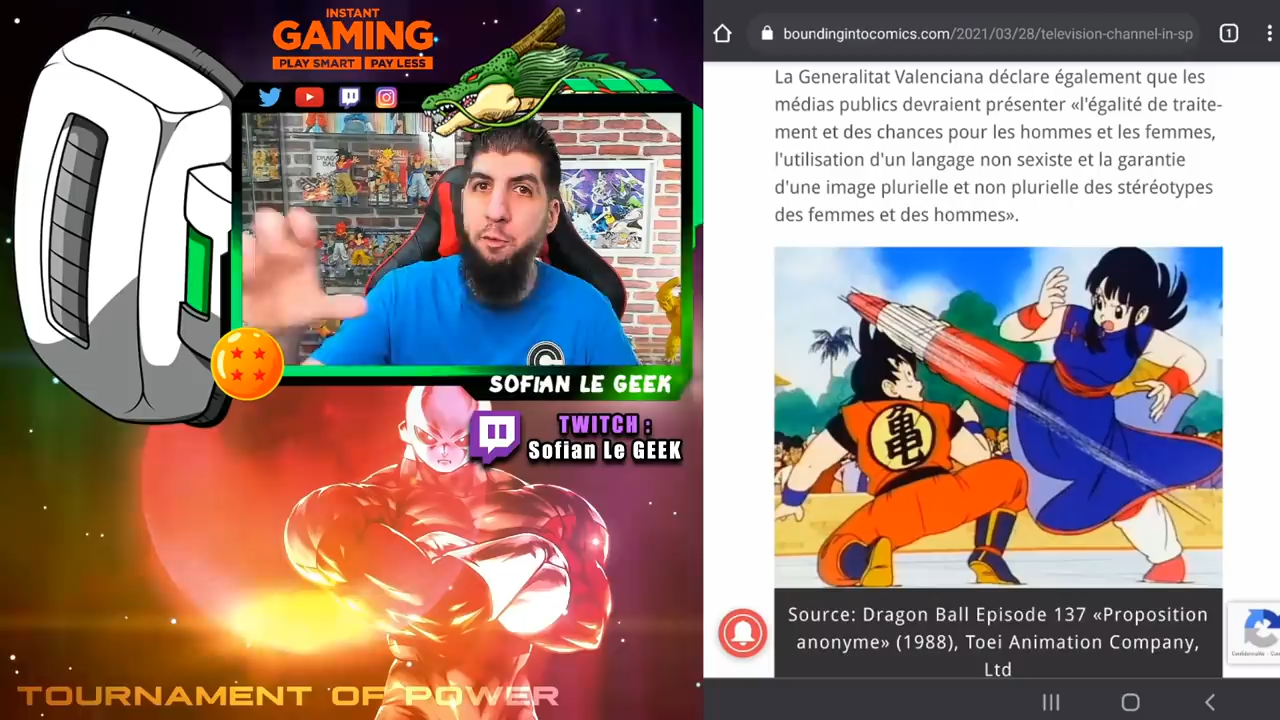 INSTANT
GAMING
PLAY SMART PAY LESS
SOFIAN LE GEEK
TWITCH :
Sofian Le GEEK
TOURNAMENT OF POWER
boundingintocomics.com/2021/03/28/television-channel-in-sp
1
La Generalitat Valenciana déclare également que les
médias publics devraient présenter «l'égalité de traite-
ment et des chances pour les hommes et les femmes,
l'utilisation d'un langage non sexiste et la garantie
d'une image plurielle et non plurielle des stéréotypes
des femmes et des hommes».
亀
Source: Dragon Ball Episode 137 «Proposition
anonyme» (1988), Toei Animation Company,
Ltd